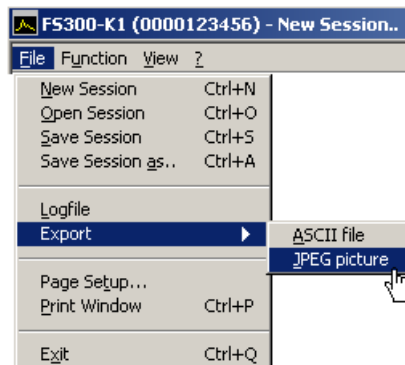 FS300-K1 (0000123456) - New Session..
File Function View ?
New Session Ctrl+N
Open Session Ctrl+O
Save Session Ctrl+S
Save Session as.. Ctrl+A
Logfile
Export
ASCII file
JPEG picture
Page Setup...
Print Window Ctrl+P
Exit Ctrl+Q